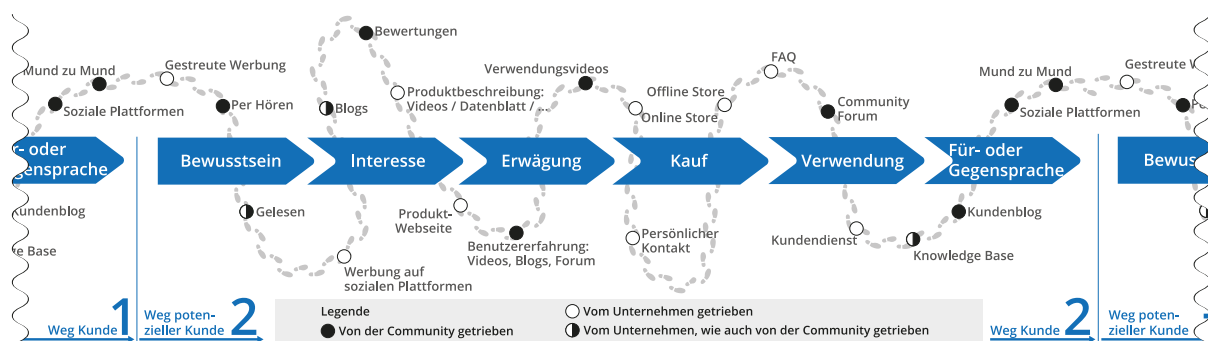 Mund zu Mund
Soziale Plattformen
Gestreute Werbung
Per Hören
Blogs
Bewertungen
Produktbeschreibung:
Videos / Datenblatt / ...
Verwendungsvideos
Offline Store
Online Store
FAQ
Community
Forum
Mund zu Mund
Soziale Plattformen
Gestreute W
r- oder
gensprache
Bewusstsein
Interesse
Erwägung
Kauf
Verwendung
Für- oder
Gegensprache
Bewus
Kundenblog
ge Base
Gelesen
Werbung auf
sozialen Plattformen
Produkt-
Webseite
Benutzererfahrung:
Videos, Blogs, Forum
Persönlicher
Kontakt
Kundendienst
Knowledge Base
Kundenblog
Weg Kunde 1
Weg poten-
zieller Kunde 2
Legende
Von der Community getrieben
Vom Unternehmen getrieben
Vom Unternehmen, wie auch von der Community getrieben
Weg Kunde 2
Weg poten-
zieller Kunde